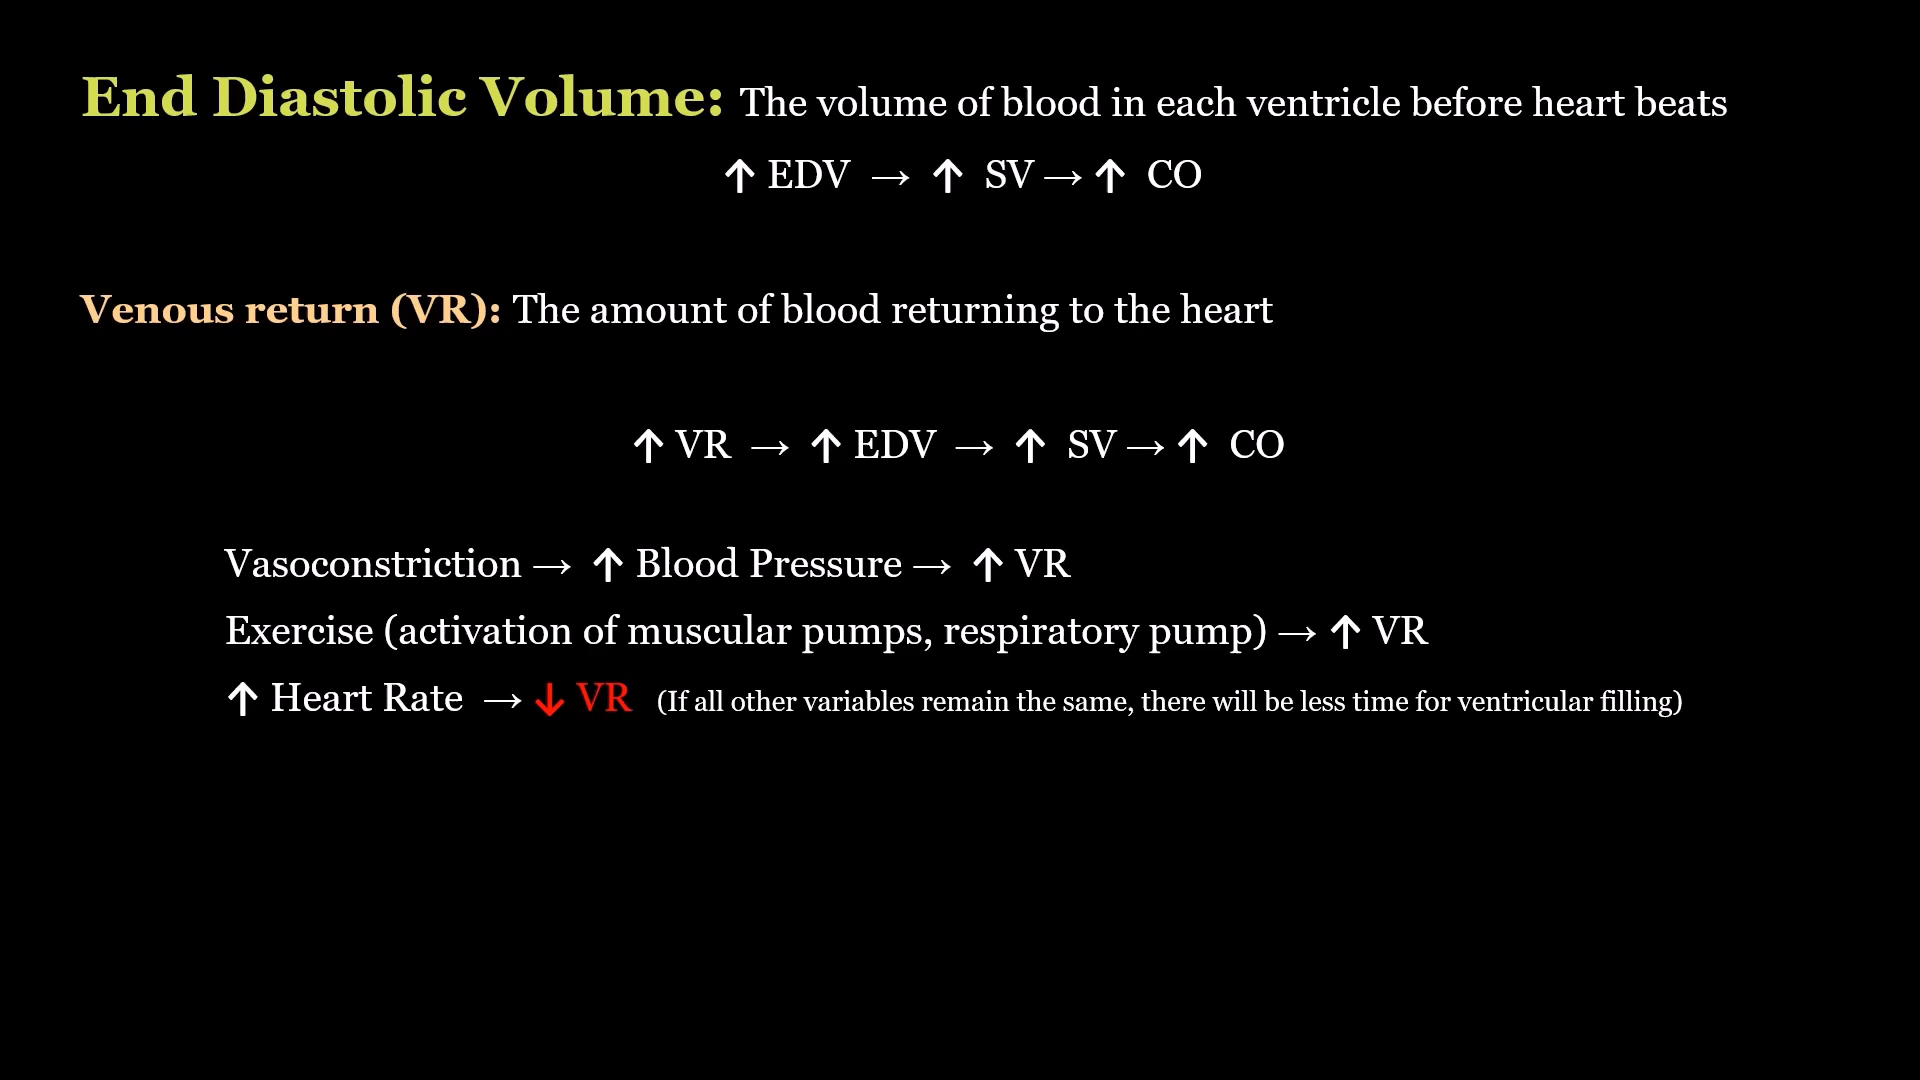 End Diastolic Volume: The volume of blood in each ventricle before heart beats
↑ EDV → ↑ SV → ↑ CO
Venous return (VR): The amount of blood returning to the heart
↑ VR → ↑ EDV → ↑ SV → ↑ CO
Vasoconstriction → ↑ Blood Pressure → ↑ VR
Exercise (activation of muscular pumps, respiratory pump) → ↑ VR
↑ Heart Rate → ↓ VR (If all other variables remain the same, there will be less time for ventricular filling)